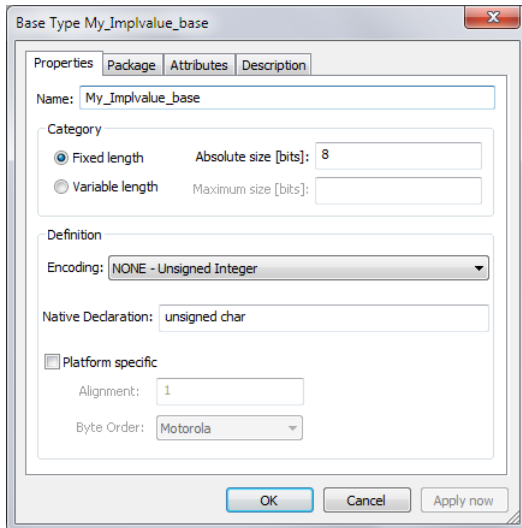 Base Type My_Implvalue_base
Properties Package Attributes Description
Name: My_Implvalue_base
Category
Fixed length Absolute size [bits]: 8
Variable length Maximum size [bits]:
Definition
Encoding: NONE - Unsigned Integer
Native Declaration: unsigned char
Platform specific
Alignment: 1
Byte Order: Motorola
OK Cancel Apply now